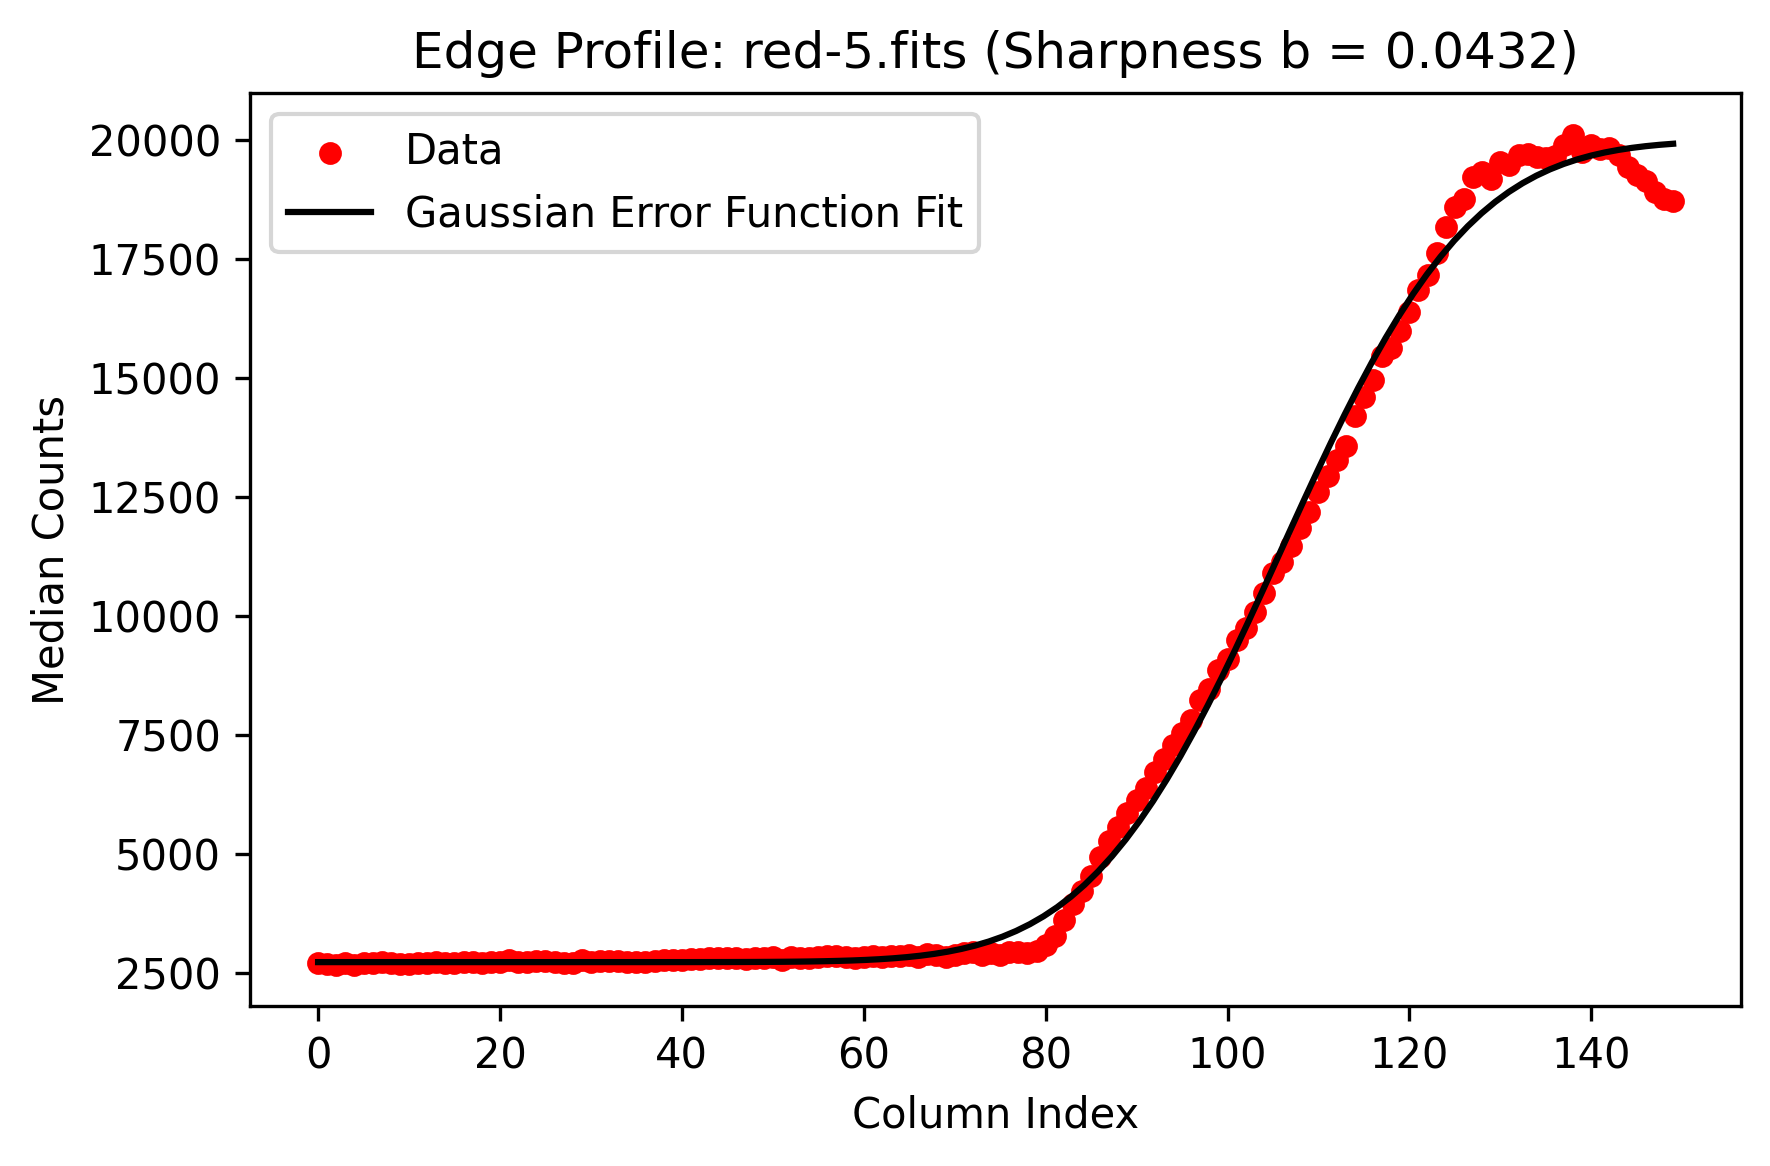 Edge Profile: red-5.fits (Sharpness b = 0.0432)
Data
Gaussian Error Function Fit
20000
17500
15000
12500
10000
7500
5000
2500
Median Counts
0 20 40 60 80 100 120 140
Column Index